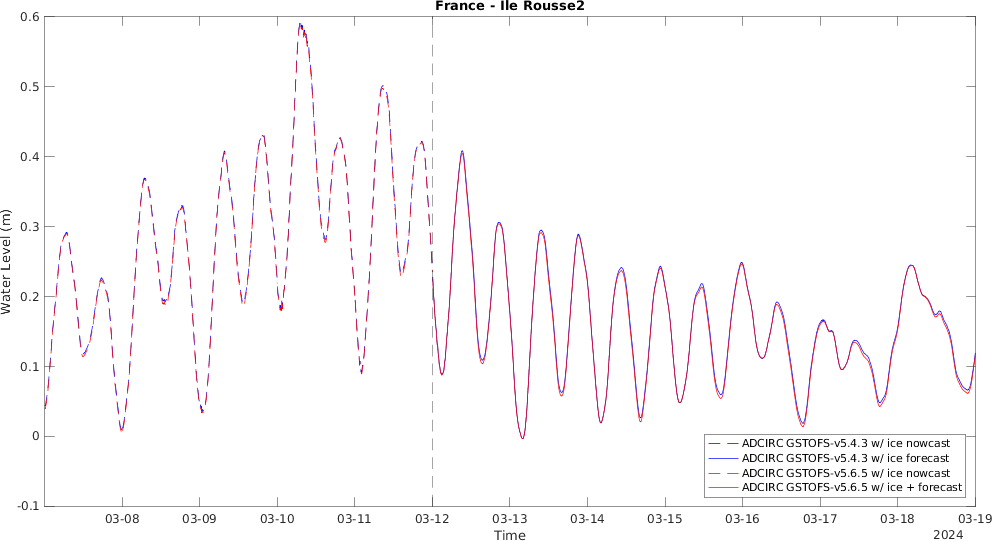 France - Ile Rousse2
Water Level (m)
0.6
0.5
0.4
0.3
0.2
0.1
0
-0.1
03-08 03-09 03-10 03-11 03-12 03-13 03-14 03-15 03-16 03-17 03-18 03-19
Time
2024
ADCIRC GSTOFS-v5.4.3 w/ ice nowcast
ADCIRC GSTOFS-v5.4.3 w/ ice forecast
ADCIRC GSTOFS-v5.6.5 w/ ice nowcast
ADCIRC GSTOFS-v5.6.5 w/ ice + forecast